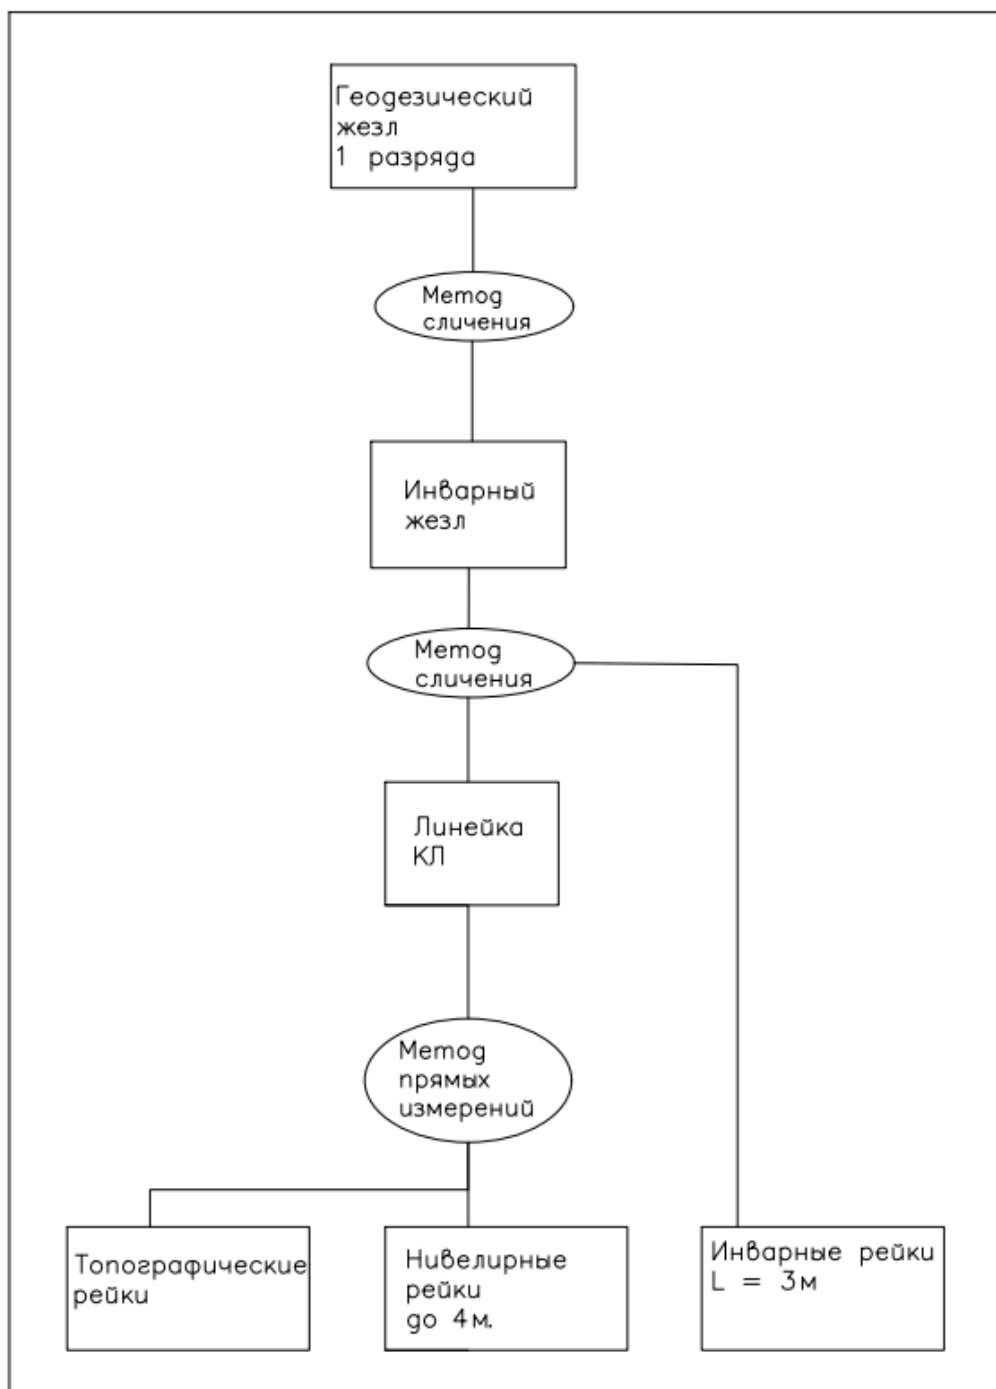 Геодезический
жезл
1 разряда
Метод
сличения
Инварный
жезл
Метод
сличения
Линейка
КЛ
Метод
прямых
измерений
Топографические
рейки
Нивелирные
рейки
до 4м.
Инварные рейки
L = 3м